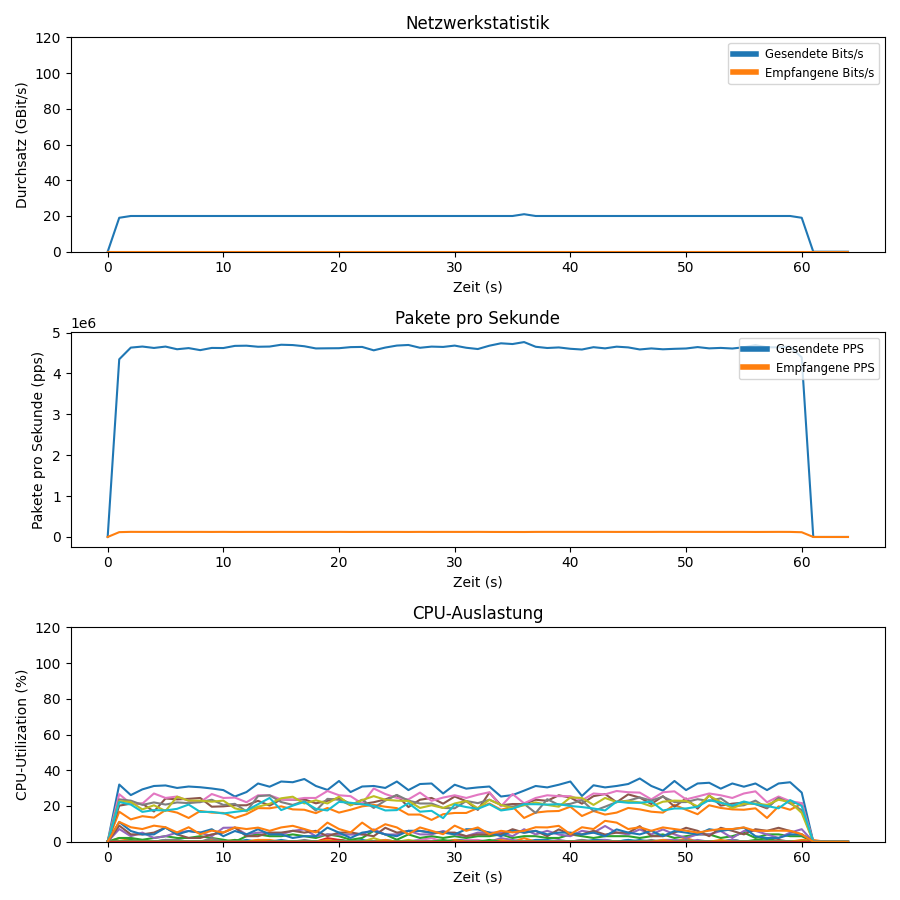 Netzwerkstatistik
Durchsatz (GBit/s)
120
100
80
60
40
20
0
Gesendete Bits/s
Empfangene Bits/s
0 10 20 30 40 50 60
Zeit (s)
Pakete pro Sekunde
1e6
Pakete pro Sekunde (pps)
5
4
3
2
1
0
Gesendete PPS
Empfangene PPS
0 10 20 30 40 50 60
Zeit (s)
CPU-Auslastung
CPU-Utilization (%)
120
100
80
60
40
20
0
0 10 20 30 40 50 60
Zeit (s)